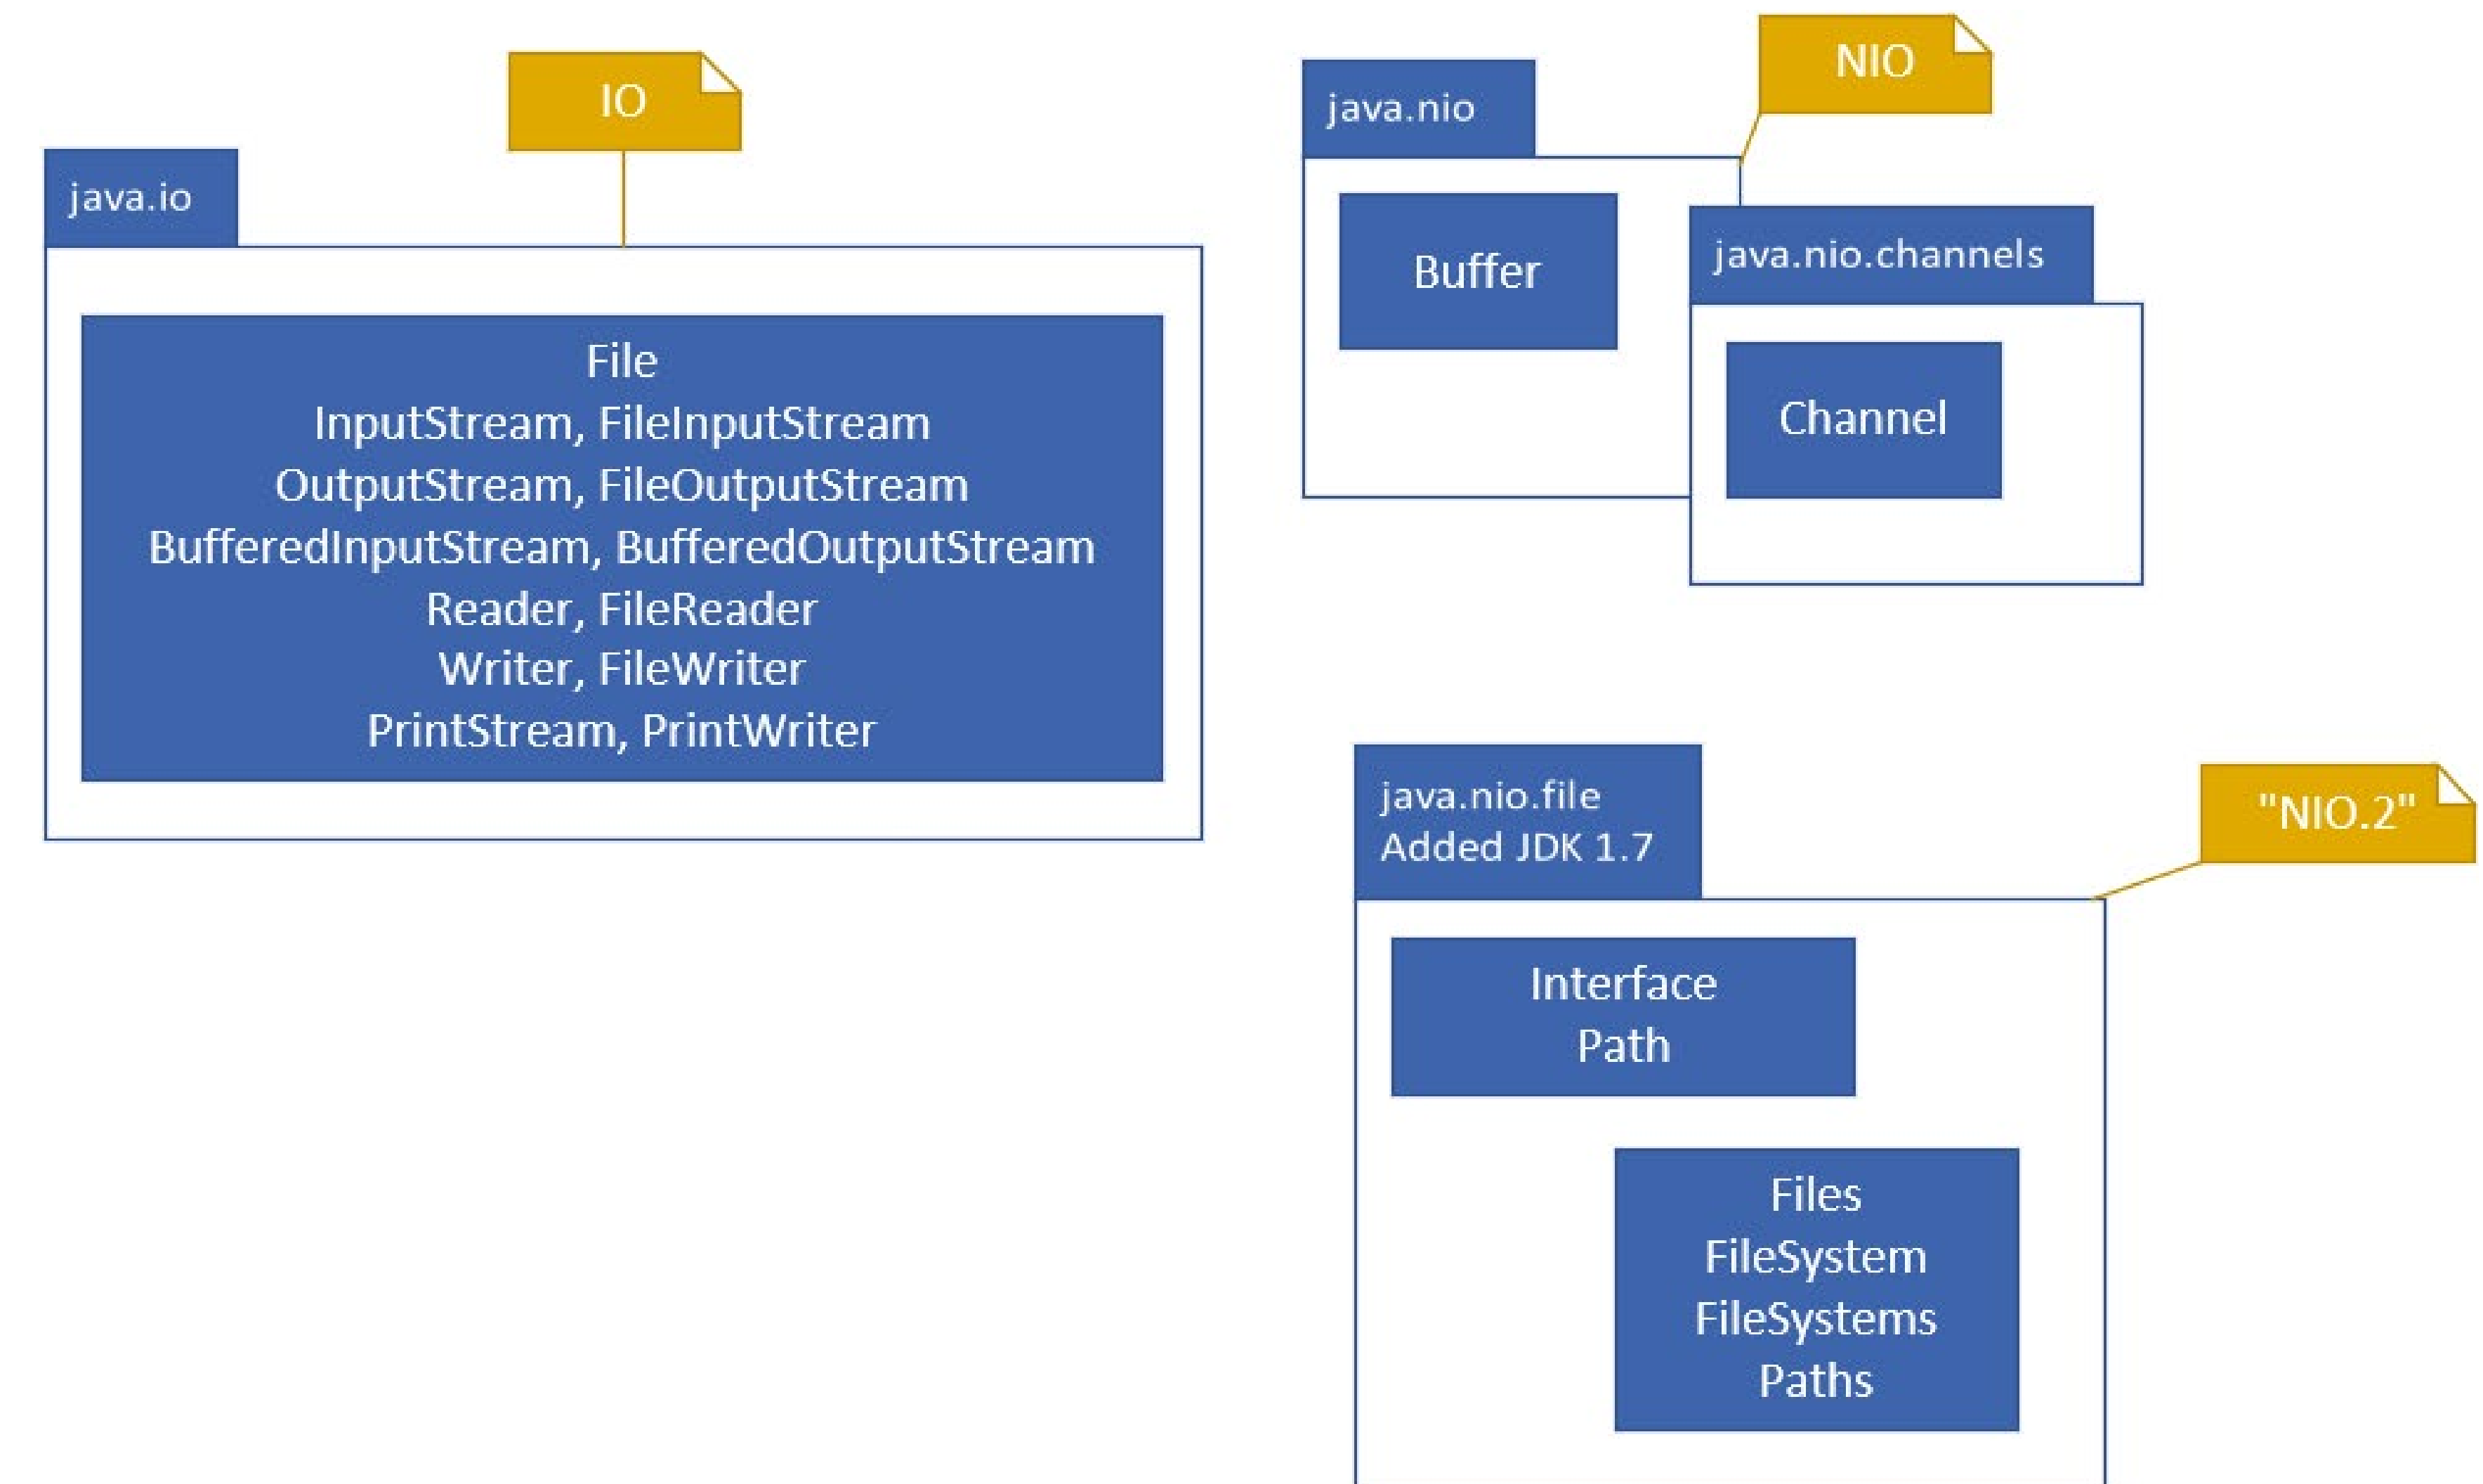 IO
java.io
File
InputStream, FileInputStream
OutputStream, FileOutputStream
BufferedInputStream, BufferedOutputStream
Reader, FileReader
Writer, FileWriter
PrintStream, PrintWriter
NIO
java.nio
Buffer
java.nio.channels
Channel
java.nio.file
Added JDK 1.7
"NIO.2"
Interface
Path
Files
FileSystem
FileSystems
Paths